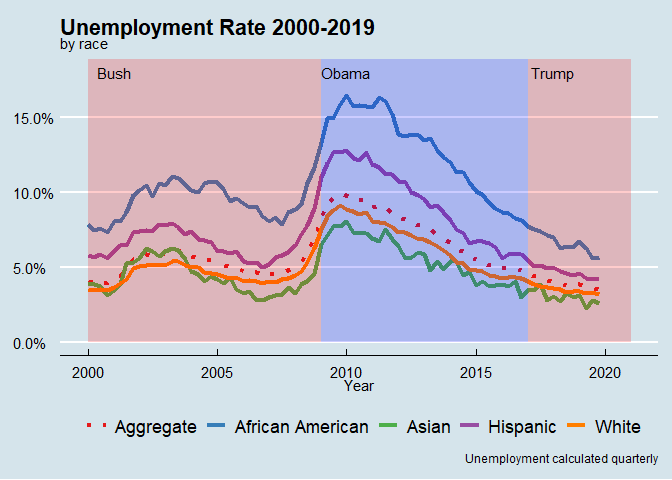 Unemployment Rate 2000-2019
by race
Bush Obama Trump
15.0%
10.0%
5.0%
0.0%
2000 2005 2010 2015 2020
Year
Aggregate African American Asian Hispanic White
Unemployment calculated quarterly